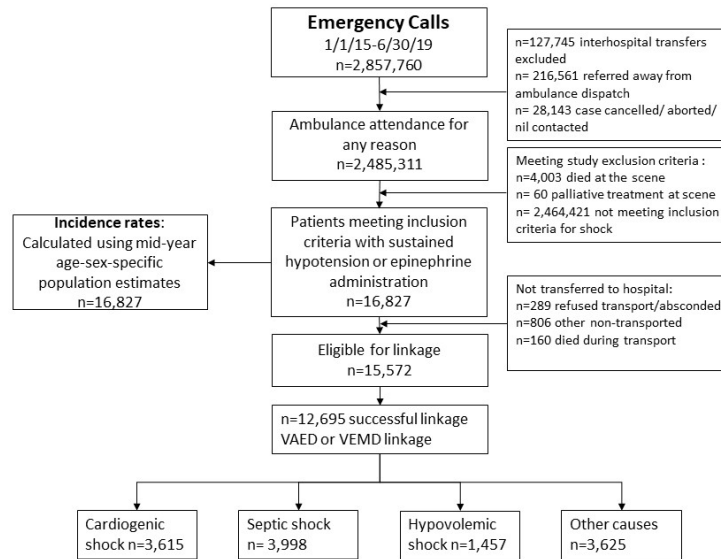 Emergency Calls
1/1/15-6/30/19
n=2,857,760
n=127,745 interhospital transfers
excluded
n= 216,561 referred away from
ambulance dispatch
n= 28,143 case cancelled/ aborted/
nil contacted
Ambulance attendance for
any reason
n=2,485,311
Meeting study exclusion criteria :
n=4,003 died at the scene
n= 60 palliative treatment at scene
n= 2,464,421 not meeting inclusion
criteria for shock
Incidence rates:
Calculated using mid-year
age-sex-specific
population estimates
n=16,827
Patients meeting inclusion
criteria with sustained
hypotension or epinephrine
administration
n=16,827
Not transferred to hospital:
n=289 refused transport/absconded
n=806 other non-transported
n=160 died during transport
Eligible for linkage
n=15,572
n=12,695 successful linkage
VAED or VEMD linkage
Cardiogenic
shock n=3,615
Septic shock
n= 3,998
Hypovolemic
shock n=1,457
Other causes
n=3,625